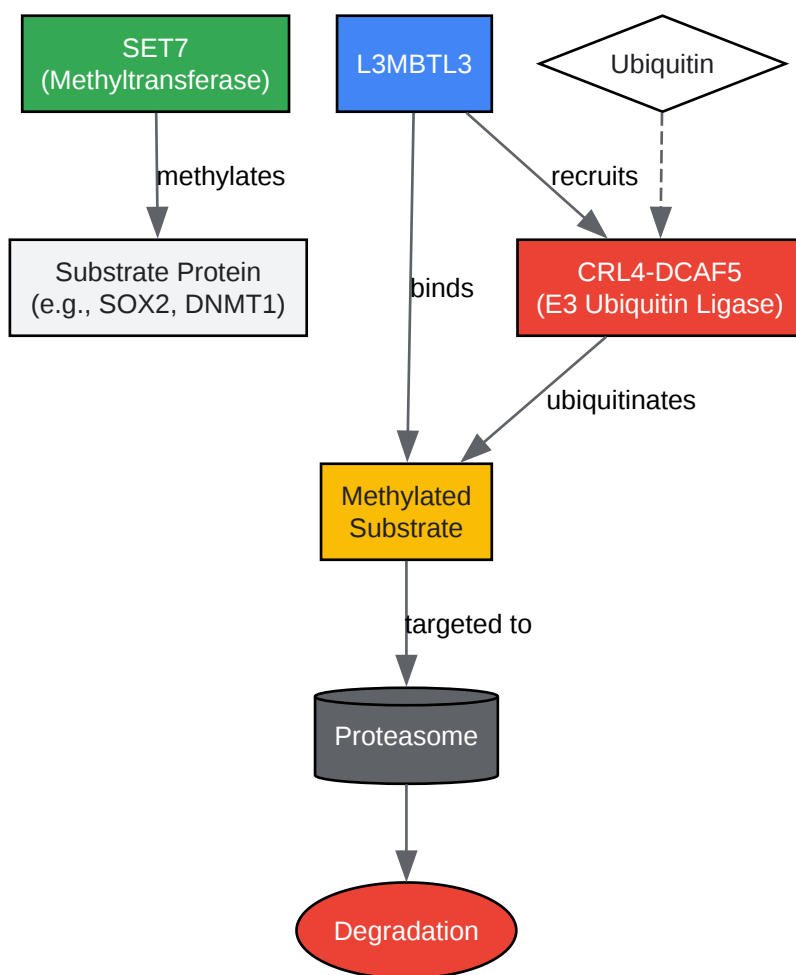 SET7
(Methyltransferase)
L3MBTL3
Ubiquitin
methylates
recruits
Substrate Protein
(e.g., SOX2, DNMT1)
binds
CRL4-DCAF5
(E3 Ubiquitin Ligase)
ubiquitinates
Methylated
Substrate
targeted to
Proteasome
Degradation